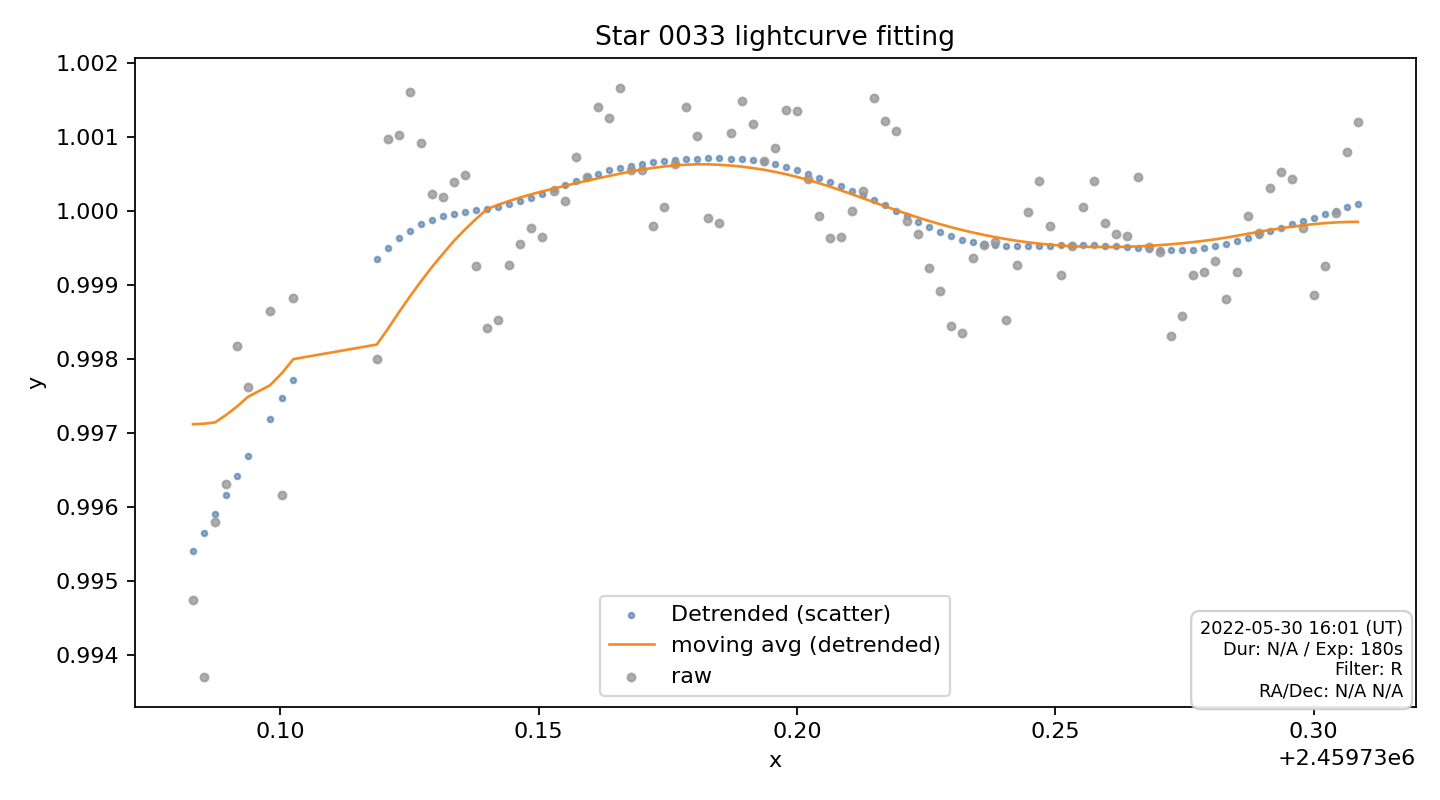 Star 0033 lightcurve fitting
1.002
1.001
1.000
0.999
0.998
0.997
0.996
0.995
0.994
y
Detrended (scatter)
moving avg (detrended)
raw
2022-05-30 16:01 (UT)
Dur: N/A / Exp: 180s
Filter: R
RA/Dec: N/A N/A
0.10 0.15 0.20 0.25 0.30
x
+2.45973e6